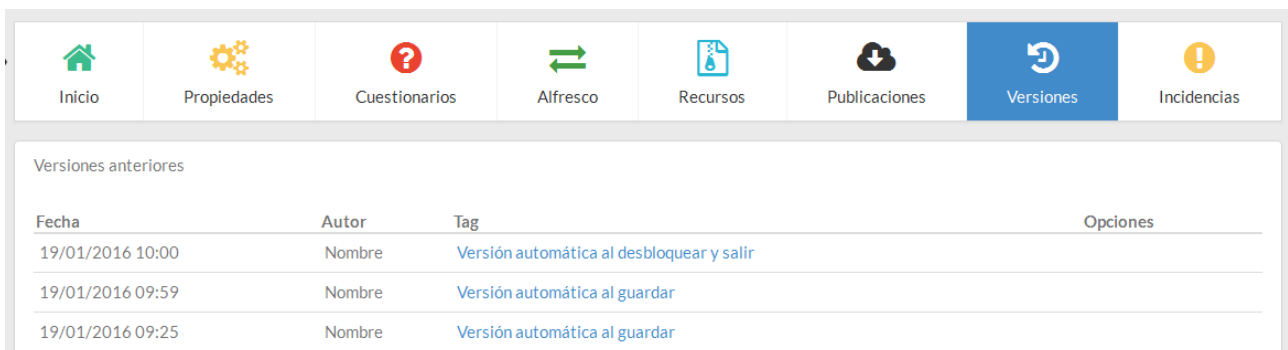 Inicio Propiedades Cuestionarios Alfresco Recursos Publicaciones Versiones Incidencias
Versiones anteriores
Fecha Autor Tag Opciones
19/01/2016 10:00 Nombre Versión automática al desbloquear y salir
19/01/2016 09:59 Nombre Versión automática al guardar
19/01/2016 09:25 Nombre Versión automática al guardar